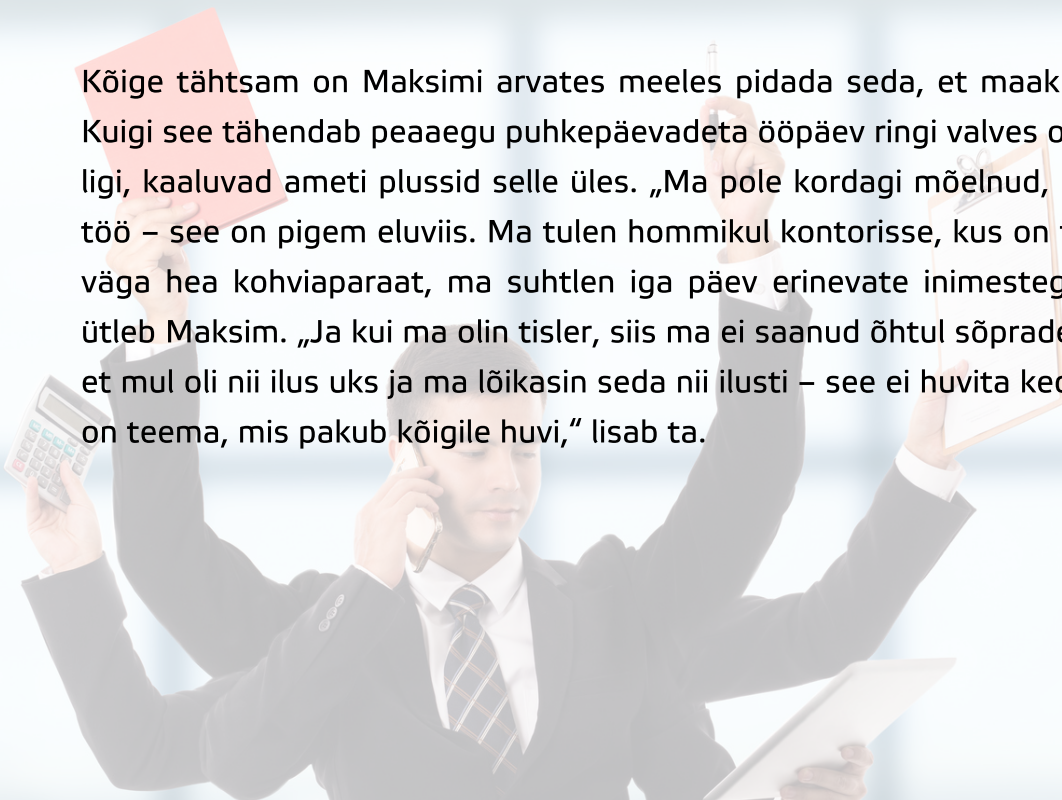 Kõige tähtsam on Maksimi arvates meeles pidada seda, et maak
Kuigi see tähendab peaaegu puhkepäevadeta ööpäev ringi valves o
ligi, kaaluvad ameti plussid selle üles. „Ma pole kordagi mõelnud,
töö – see on pigem eluviis. Ma tulen hommikul kontorisse, kus on
väga hea kohviaparaat, ma suhtlen iga päev erinevate inimesteg
ütleb Maksim. „Ja kui ma olin tisler, siis ma ei saanud õhtul sõprade
et mul oli nii ilus uks ja ma lõikasin seda nii ilusti – see ei huvita ked
on teema, mis pakub kõigile huvi,“ lisab ta.